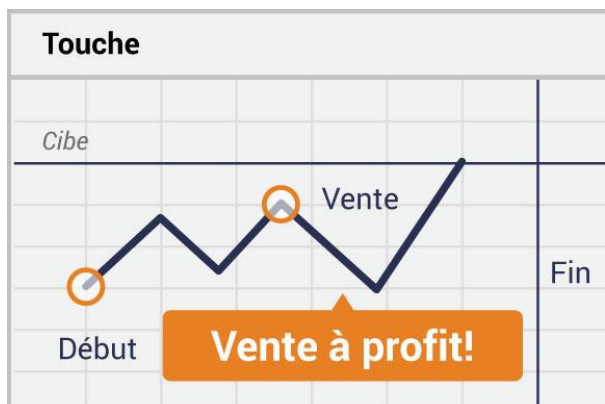 Touche
Cibe
Vente
Fin
Début
Vente à profit!